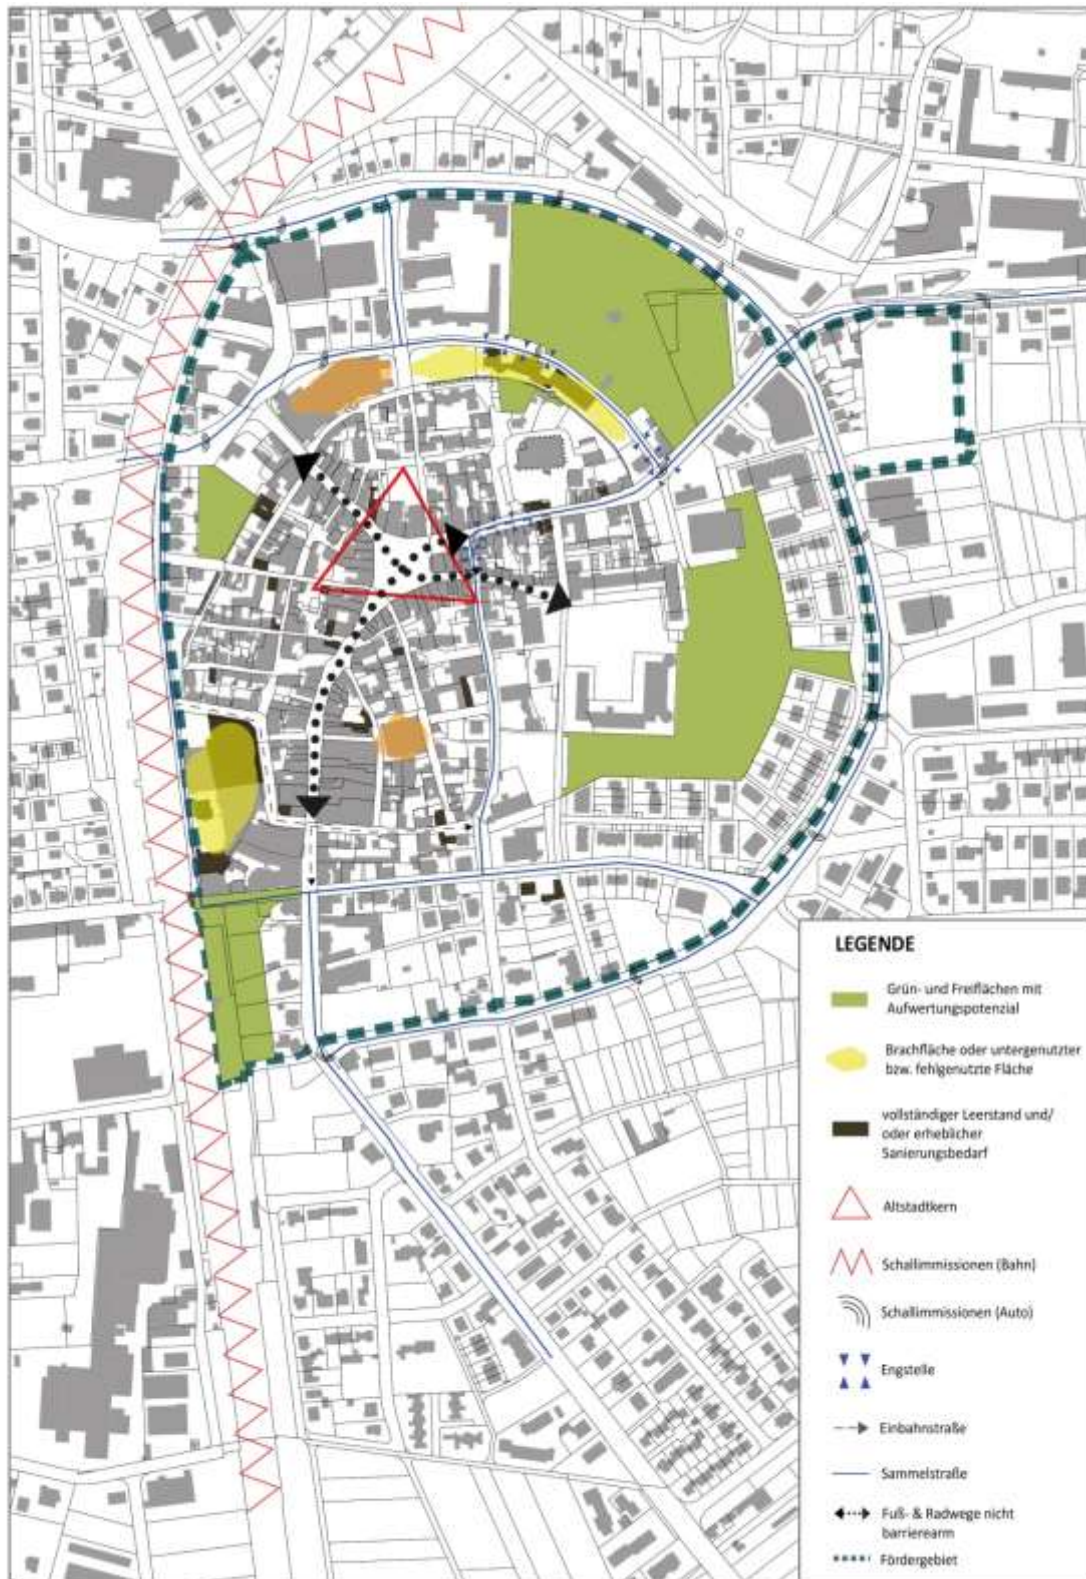 LEGENDE
Grün- und Freiflächen mit
Aufwertungspotenzial
Brachfläche oder untergenutzter
bzw. fehlgenutzte Fläche
vollständiger Leerstand und/
oder erheblicher
Sanierungsbedarf
Altstadtkern
Schallimmissionen (Bahn)
Schallimmissionen (Auto)
Engstelle
Einbahnstraße
Sammelstraße
Fuß- & Radwege nicht
barrierearm
Fördergebiet